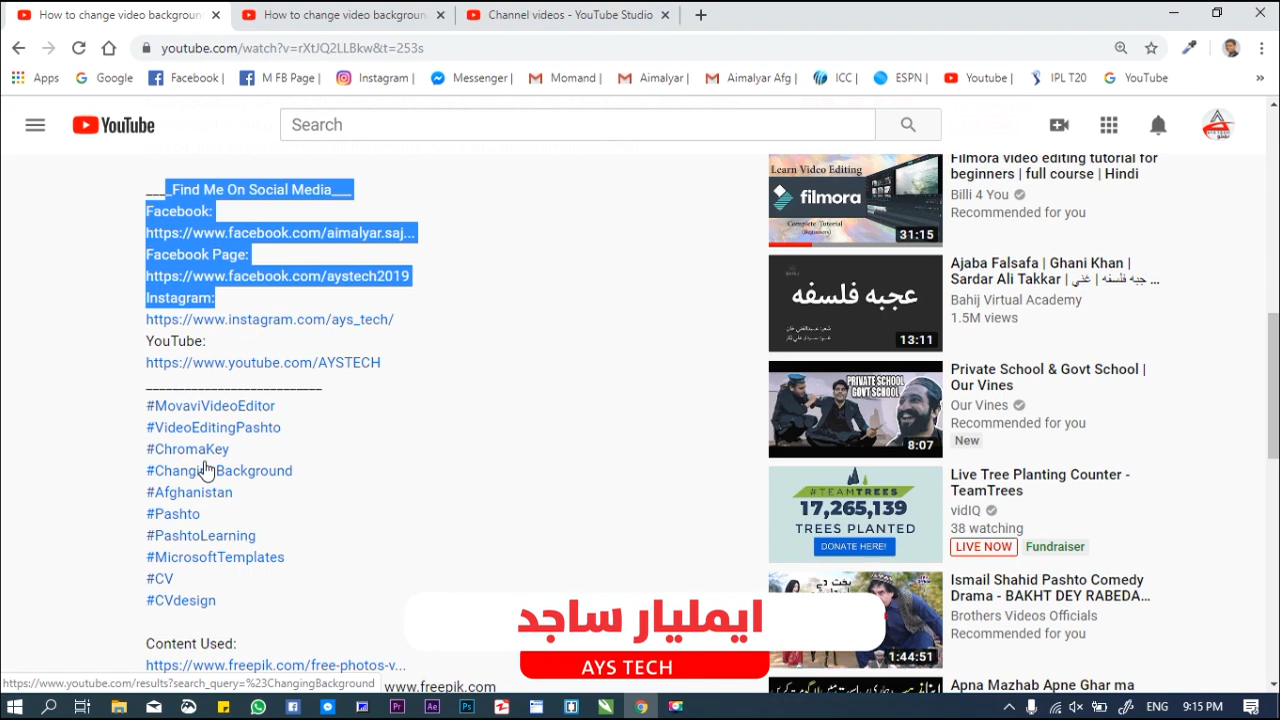 How to change video backgroun
How to change video backgroun
Channel videos - YouTube Studio
youtube.com/watch?v=rXtJQ2LLBkw&t=253s
Apps
Google
Facebook |
M FB Page |
Instagram |
Messenger |
Momand |
Aimalyar |
Aimalyar Afg |
ICC |
ESPN |
Youtube |
IPL T20
YouTube
»
YouTube
Search
____Find Me On Social Media___
Facebook:
https://www.facebook.com/aimalyar.saj...
Facebook Page:
https://www.facebook.com/aystech2019
Instagram:
https://www.instagram.com/ays_tech/
YouTube:
https://www.youtube.com/AYSTECH
#MovaviVideoEditor
#VideoEditingPashto
#ChromaKey
#ChangingBackground
#Afghanistan
#Pashto
#PashtoLearning
#MicrosoftTemplates
#CV
#CVdesign
Content Used:
https://www.freepik.com/free-photos-v...
www.freepik.com
Learn Video Editing
filmora
Complete Tutorial
31:15
Filmora video editing tutorial for
beginners | full course | Hindi
Billi 4 You
Recommended for you
عجبه فلسفه
13:11
Ajaba Falsafa | Ghani Khan |
Sardar Ali Takkar | جبه فلسفه | غني ...
Bahij Virtual Academy
1.5M views
PRIVATE SCHOOL
GOVT SCHOOL
8:07
Private School & Govt School |
Our Vines
Our Vines
Recommended for you
New
#TEAMTREES
17,265,139
TREES PLANTED
DONATE HERE!
Live Tree Planting Counter -
TeamTrees
vidIQ
38 watching
LIVE NOW
Fundraiser
1:44:51
Ismail Shahid Pashto Comedy
Drama - BAKHT DEY RABEDA...
Brothers Videos Officials
Recommended for you
Apna Mazhab Apne Ghar ma
ایملیار ساجد
AYS TECH
https://www.youtube.com/results?search_query=%23ChangingBackground
ENG
9:15 PM